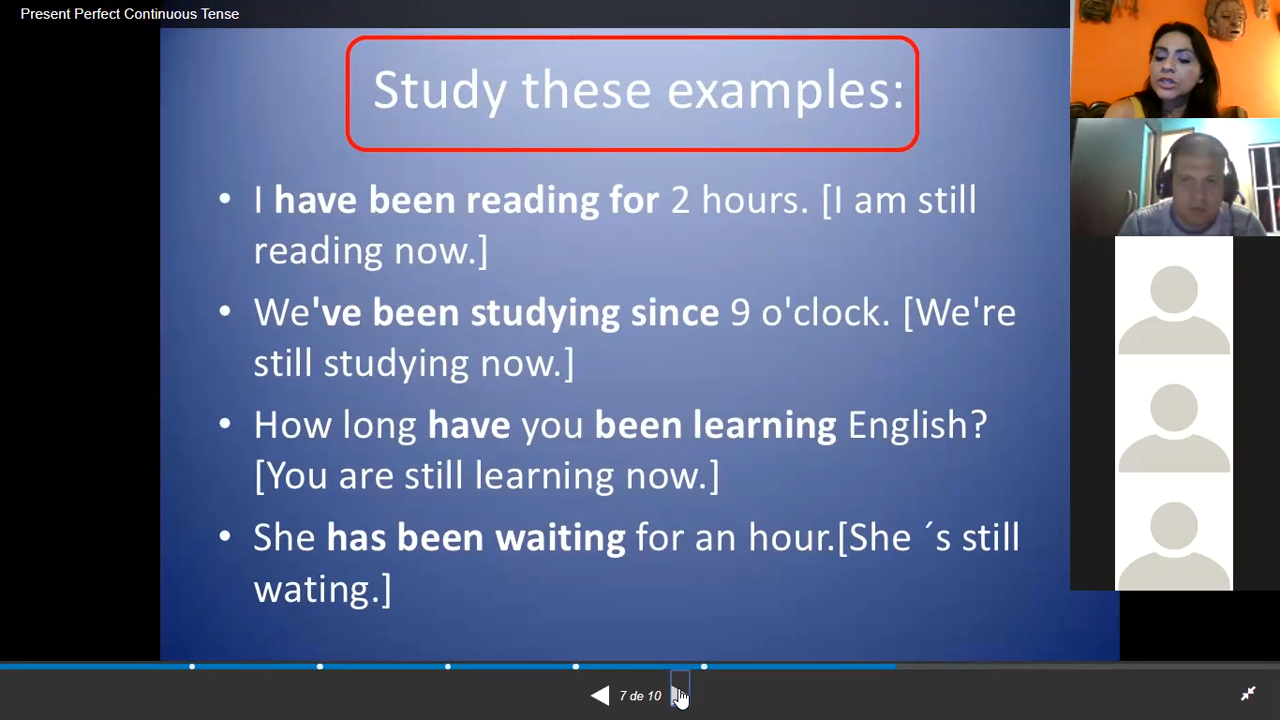 Present Perfect Continuous Tense
Study these examples:
• I have been reading for 2 hours. [I am still
reading now.]
• We've been studying since 9 o'clock. [We're
still studying now.]
• How long have you been learning English?
[You are still learning now.]
• She has been waiting for an hour.[She ´s still
wating.]
7 de 10